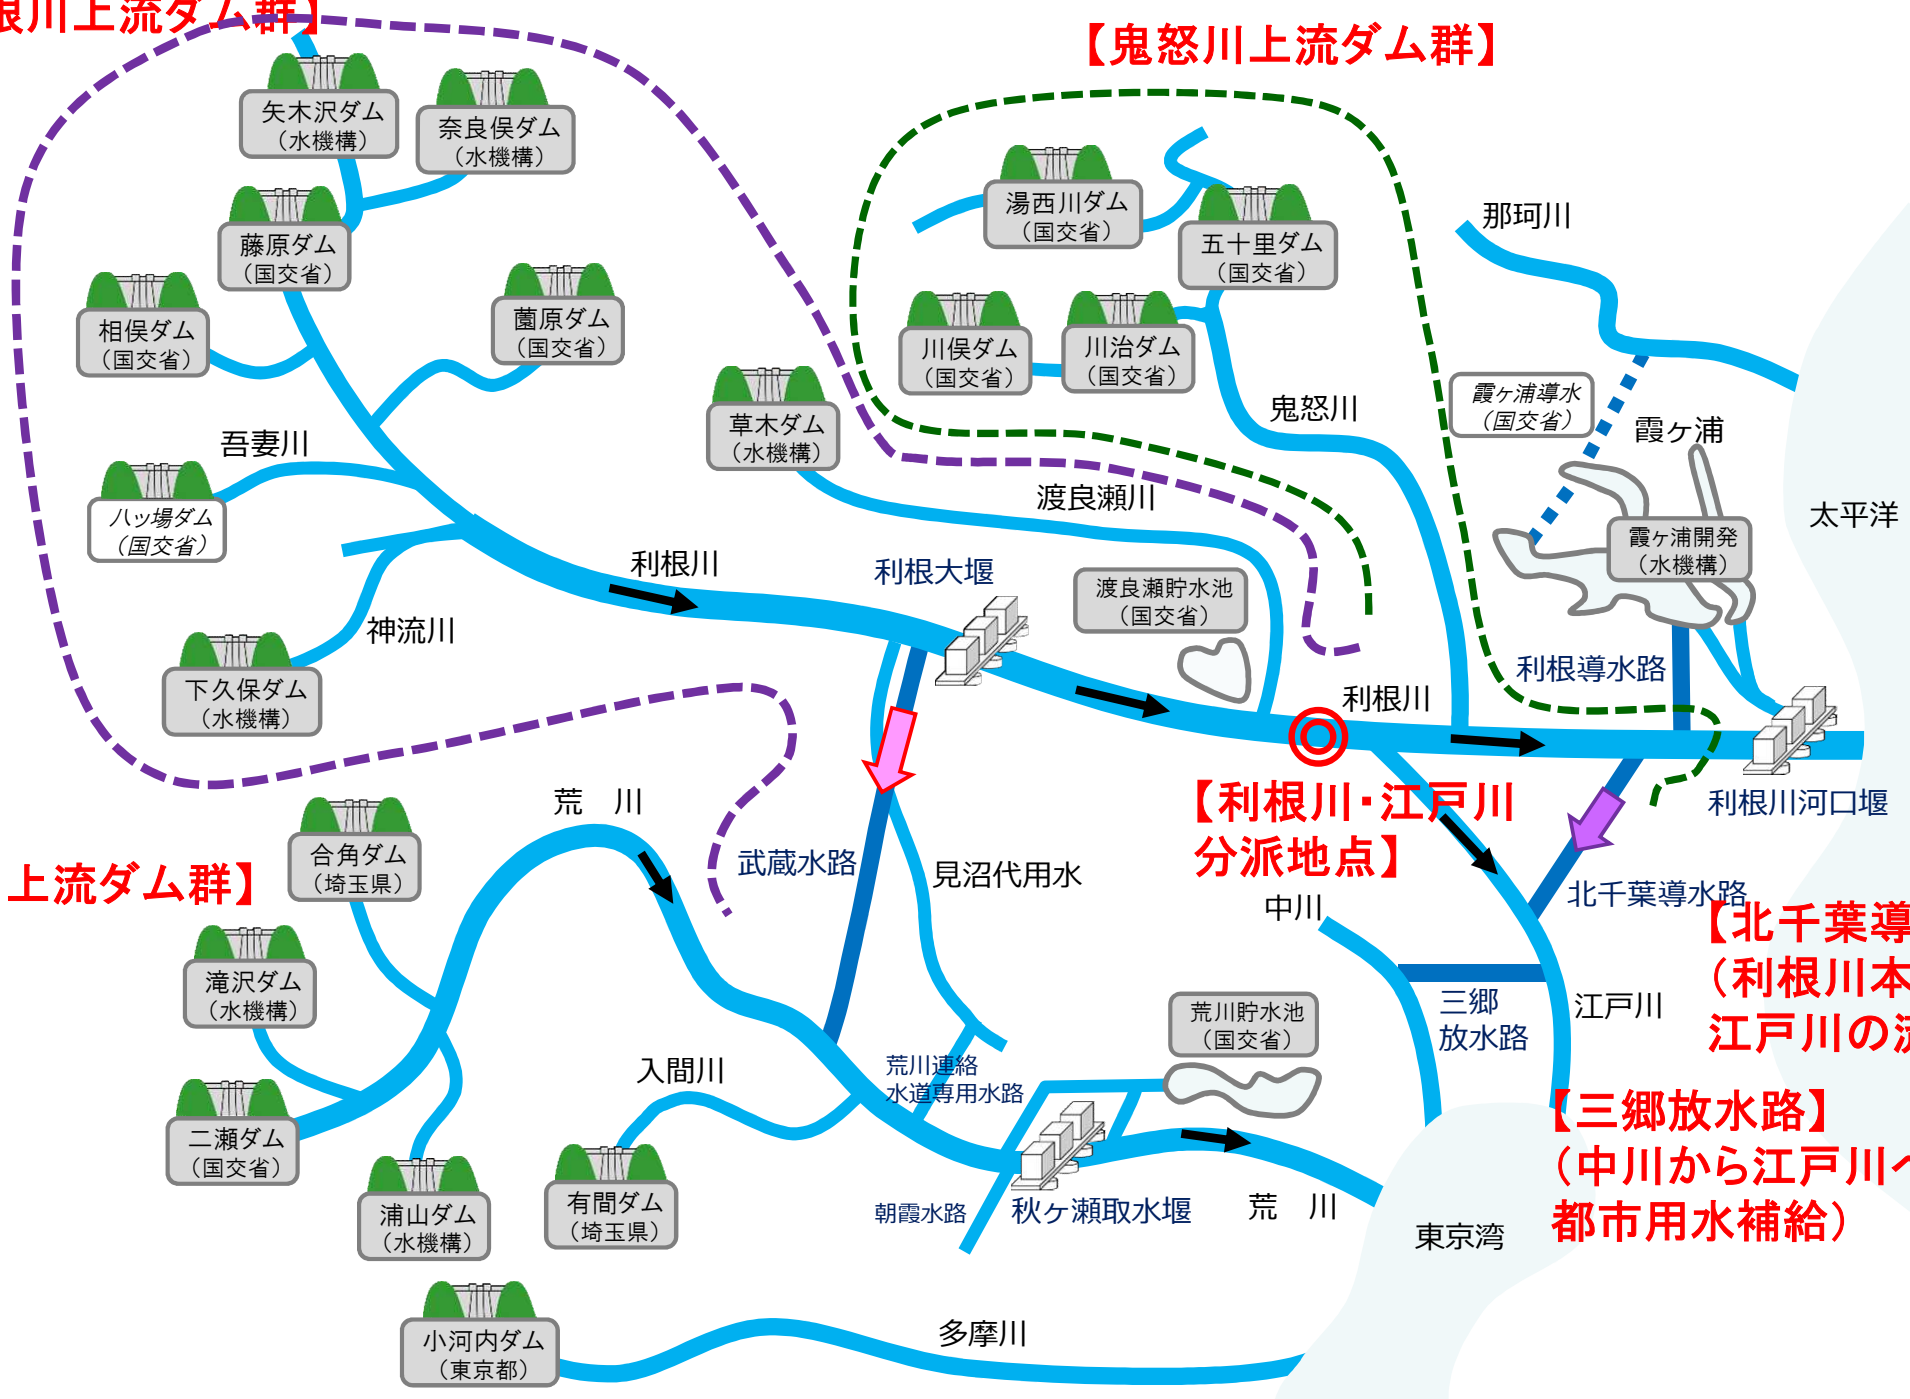 根川上流ダム群】
【鬼怒川上流ダム群】
矢木沢ダム
（水機構）
奈良俣ダム
（水機構）
藤原ダム
（国交省）
相俣ダム
（国交省）
薗原ダム
（国交省）
吾妻川
八ッ場ダム
（国交省）
神流川
下久保ダム
（水機構）
草木ダム
（水機構）
渡良瀬川
利根川
利根大堰
渡良瀬貯水池
（国交省）
湯西川ダム
（国交省）
五十里ダム
（国交省）
川俣ダム
（国交省）
川治ダム
（国交省）
鬼怒川
那珂川
霞ヶ浦導水
（国交省）
霞ヶ浦
霞ヶ浦開発
（水機構）
太平洋
利根導水路
利根川
利根川河口堰
【利根川・江戸川
分派地点】
北千葉導水路
【北千葉導
（利根川本
江戸川の流
上流ダム群】
合角ダム
（埼玉県）
荒　川
武蔵水路
見沼代用水
中川
三郷
放水路
江戸川
滝沢ダム
（水機構）
二瀬ダム
（国交省）
浦山ダム
（水機構）
入間川
有間ダム
（埼玉県）
荒川連絡
水道専用水路
荒川貯水池
（国交省）
朝霞水路
秋ヶ瀬取水堰
荒　川
【三郷放水路】
（中川から江戸川へ
都市用水補給）
東京湾
小河内ダム
（東京都）
多摩川